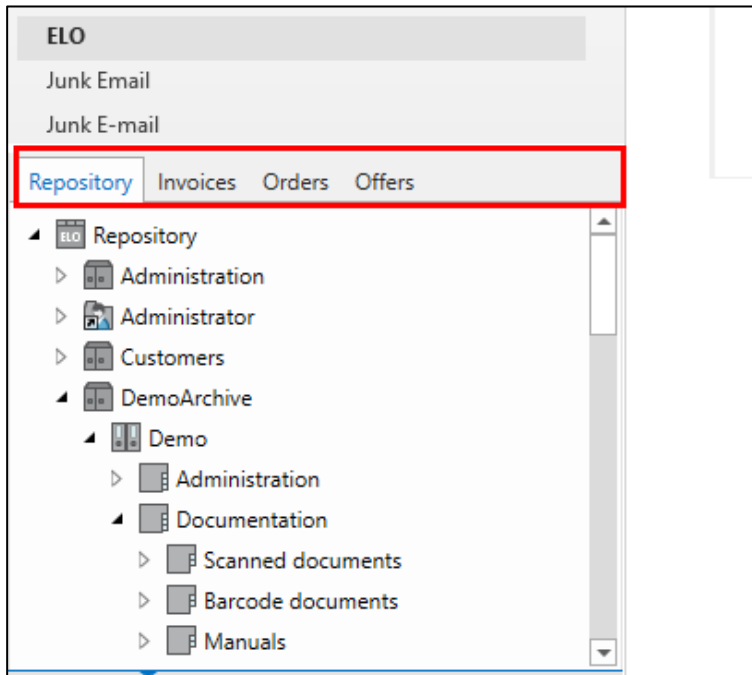 ELO
Junk Email
Junk E-mail
Repository Invoices Orders Offers
ELO Repository
Administration
Administrator
Customers
DemoArchive
Demo
Administration
Documentation
Scanned documents
Barcode documents
Manuals